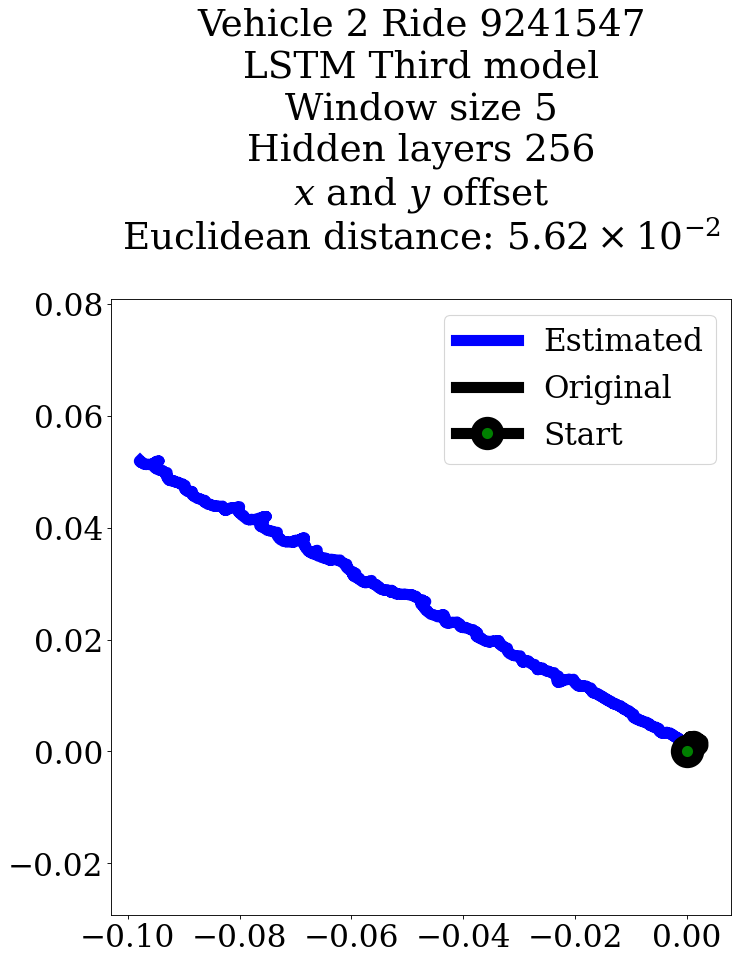 Vehicle 2 Ride 9241547
LSTM Third model
Window size 5
Hidden layers 256
x and y offset
Euclidean distance: 5.62 × 10⁻²
Estimated
Original
Start
0.08
0.06
0.04
0.02
0.00
−0.02
−0.10 −0.08 −0.06 −0.04 −0.02 0.00